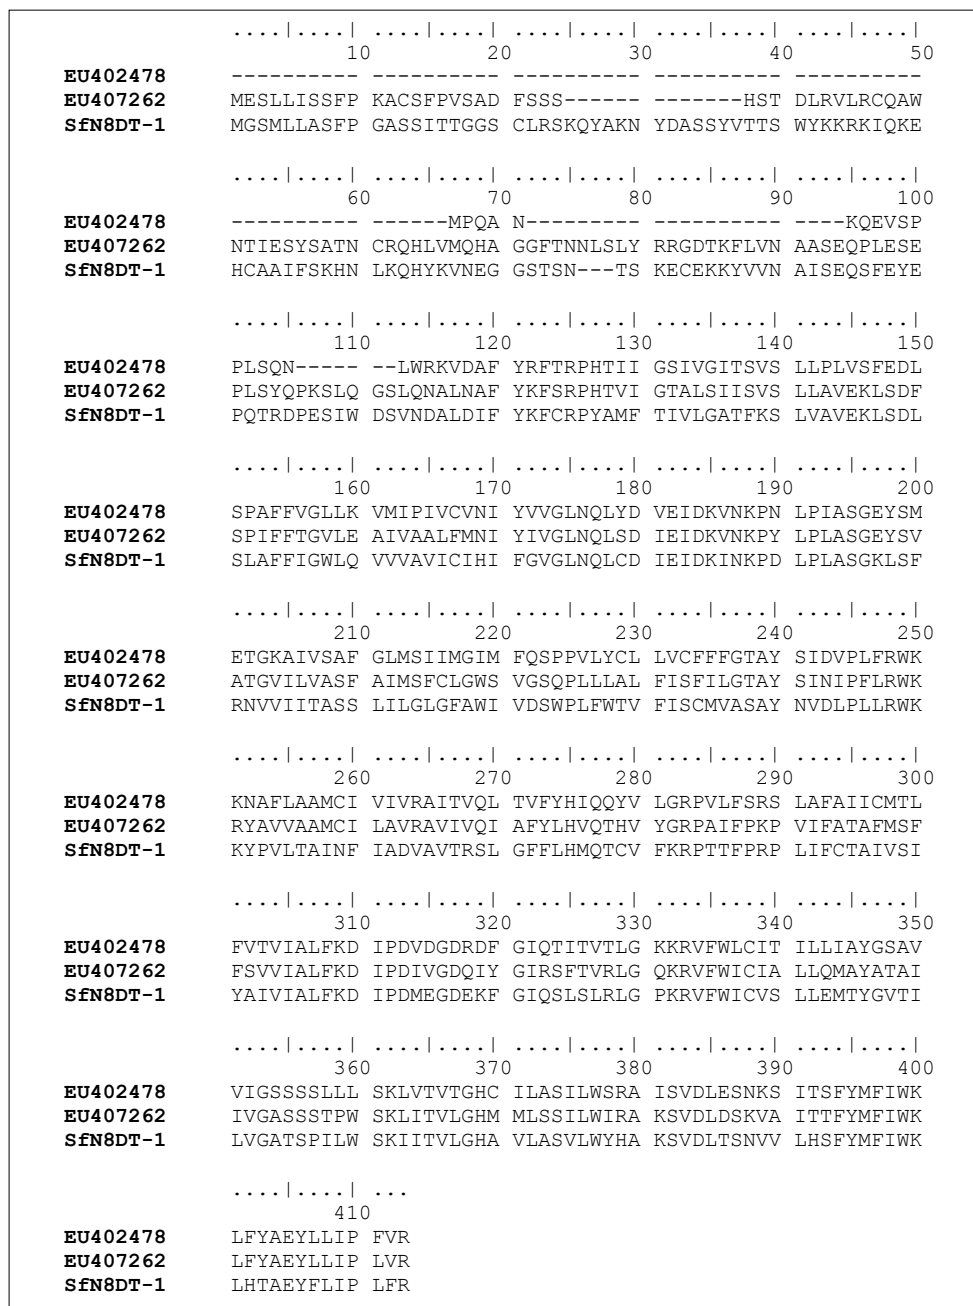 ....|....| ....|....| ....|....| ....|....| ....|....|
10 20 30 40 50
EU402478 ---------- ---------- ---------- ---------- ----------
EU407262 MESLLISSFP KACSFPVSAD FSSS------ -------HST DLRVLRCQAW
SfN8DT-1 MGSMLLASFP GASSITTGGS CLRSKQYAKN YDASSYVTTS WYKKRKIQKE
....|....| ....|....| ....|....| ....|....| ....|....|
60 70 80 90 100
EU402478 ---------- ------MPQA N--------- ---------- ----KQEVSP
EU407262 NTIESYSATN CRQHLVMQHA GGFTNNLSLY RRGDTKFLVN AASEQPLESE
SfN8DT-1 HCAAIFSKHN LKQHYKVNEG GSTSN---TS KECEKKYVVN AISEQSFEYE
....|....| ....|....| ....|....| ....|....| ....|....|
110 120 130 140 150
EU402478 PLSQN----- --LWRKVDAF YRFTRPHTII GSIVGITSVS LLPLVSFEDL
EU407262 PLSYQPKSLQ GSLQNALNAF YKFSRPHTVI GTALSIISVS LLAVEKLSDF
SfN8DT-1 PQTRDPESIW DSVNDALDIF YKFCRPYAMF TIVLGATFKS LVAVEKLSDL
....|....| ....|....| ....|....| ....|....| ....|....|
160 170 180 190 200
EU402478 SPAFFVGLLK VMIPIVCVNI YVVGLNQLYD VEIDKVNKPN LPIASGEYSM
EU407262 SPIFFTGVLE AIVAALFMNI YIVGLNQLSD IEIDKVNKPY LPLASGEYSV
SfN8DT-1 SLAFFIGWLQ VVVAVICIHI FGVGLNQLCD IEIDKINKPD LPLASGKLSF
....|....| ....|....| ....|....| ....|....| ....|....|
210 220 230 240 250
EU402478 ETGKAIVSAF GLMSIIMGIM FQSPPVLYCL LVCFFFGTAY SIDVPLFRWK
EU407262 ATGVILVASF AIMSFCLGWS VGSQPLLLAL FISFILGTAY SINIPFLRWK
SfN8DT-1 RNVVIITASS LILGLGFAWI VDSWPLFWTV FISCMVASAY NVDLPLLRWK
....|....| ....|....| ....|....| ....|....| ....|....|
260 270 280 290 300
EU402478 KNAFLAAMCI VIVRAITVQL TVFYHIQQYV LGRPVLFSRS LAFAIICMTL
EU407262 RYAVVAAMCI LAVRAVIVQI AFYLHVQTHV YGRPAIFPKP VIFATAFMSF
SfN8DT-1 KYPVLTAINF IADVAVTRSL GFFLHMQTCV FKRPTTFPRP LIFCTAIVSI
....|....| ....|....| ....|....| ....|....| ....|....|
310 320 330 340 350
EU402478 FVTVIALFKD IPDVDGDRDF GIQTITVTLG KKRVFWLCIT ILLIAYGSAV
EU407262 FSVVIALFKD IPDIVGDQIY GIRSFTVRLG QKRVFWICIA LLQMAYATAI
SfN8DT-1 YAIVIALFKD IPDMEGDEKF GIQSLSLRLG PKRVFWICVS LLEMTYGVTI
....|....| ....|....| ....|....| ....|....| ....|....|
360 370 380 390 400
EU402478 VIGSSSSLLL SKLVTVTGHC ILASILWSRA ISVDLESNKS ITSFYMFIWK
EU407262 IVGASSSTPW SKLITVLGHM MLSSILWIRA KSVDLDSKVA ITTFYMFIWK
SfN8DT-1 LVGATSPILW SKIITVLGHA VLASVLWYHA KSVDLTSNVV LHSFYMFIWK
....|....| ...
410
EU402478 LFYAEYLLIP FVR
EU407262 LFYAEYLLIP LVR
SfN8DT-1 LHTAEYFLIP LFR